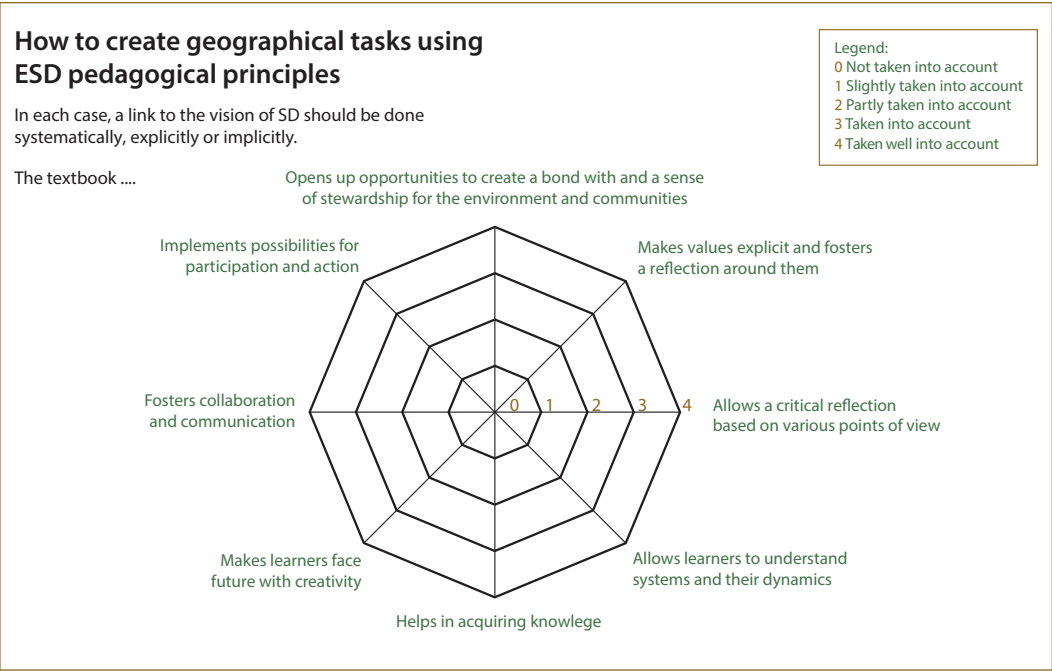 How to create geographical tasks using
ESD pedagogical principles
In each case, a link to the vision of SD should be done
systematically, explicitly or implicitly.
The textbook ....
Legend:
0 Not taken into account
1 Slightly taken into account
2 Partly taken into account
3 Taken into account
4 Taken well into account
Opens up opportunities to create a bond with and a sense
of stewardship for the environment and communities
Implements possibilities for
participation and action
Makes values explicit and fosters
a reflection around them
Fosters collaboration
and communication
0 1 2 3 4
Allows a critical reflection
based on various points of view
Makes learners face
future with creativity
Allows learners to understand
systems and their dynamics
Helps in acquiring knowlege